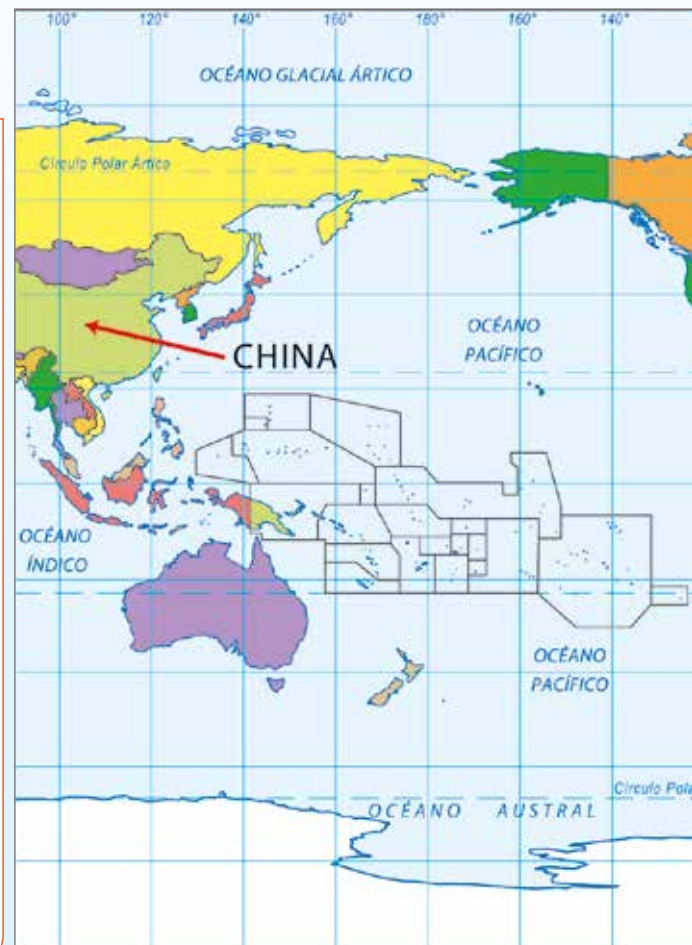 100° 120° 140° 160° 180° 160° 140°
OCÉANO GLACIAL ÁRTICO
Círculo Polar Ártico
OCÉANO
PACÍFICO
CHINA
OCÉANO
ÍNDICO
OCÉANO
PACÍFICO
Círculo Pola
OCÉANO AUSTRAL